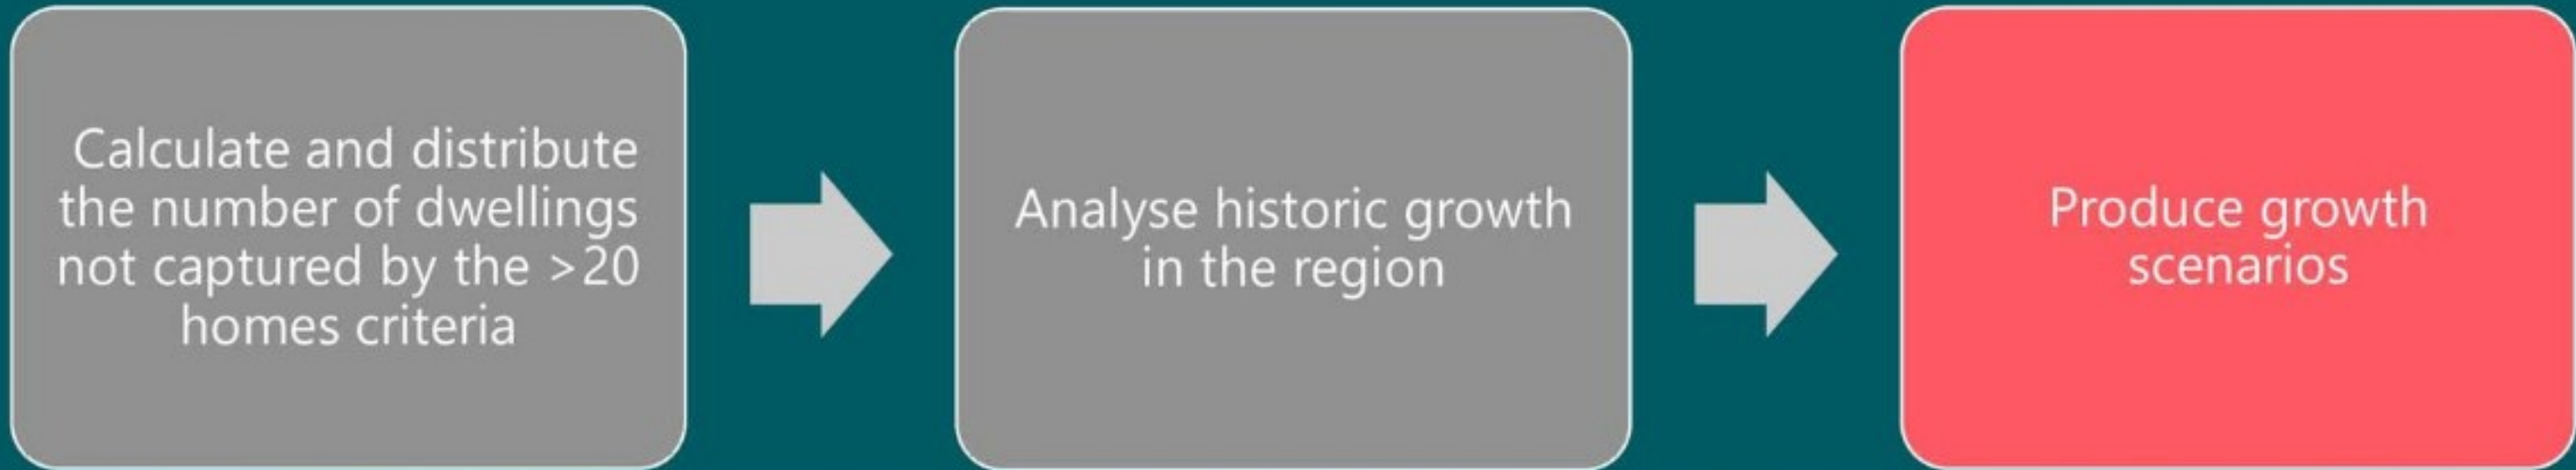 Calculate and distribute
the number of dwellings
not captured by the >20
homes criteria
Analyse historic growth
in the region
Produce growth
scenarios